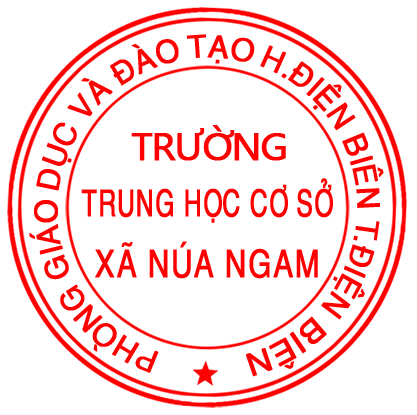 PHÒNG GIÁO DỤC VÀ ĐÀO TẠO H.ĐIỆN BIÊN T.ĐIỆN BIÊN
TRƯỜNG
TRUNG HỌC CƠ SỞ
XÃ NÚA NGAM